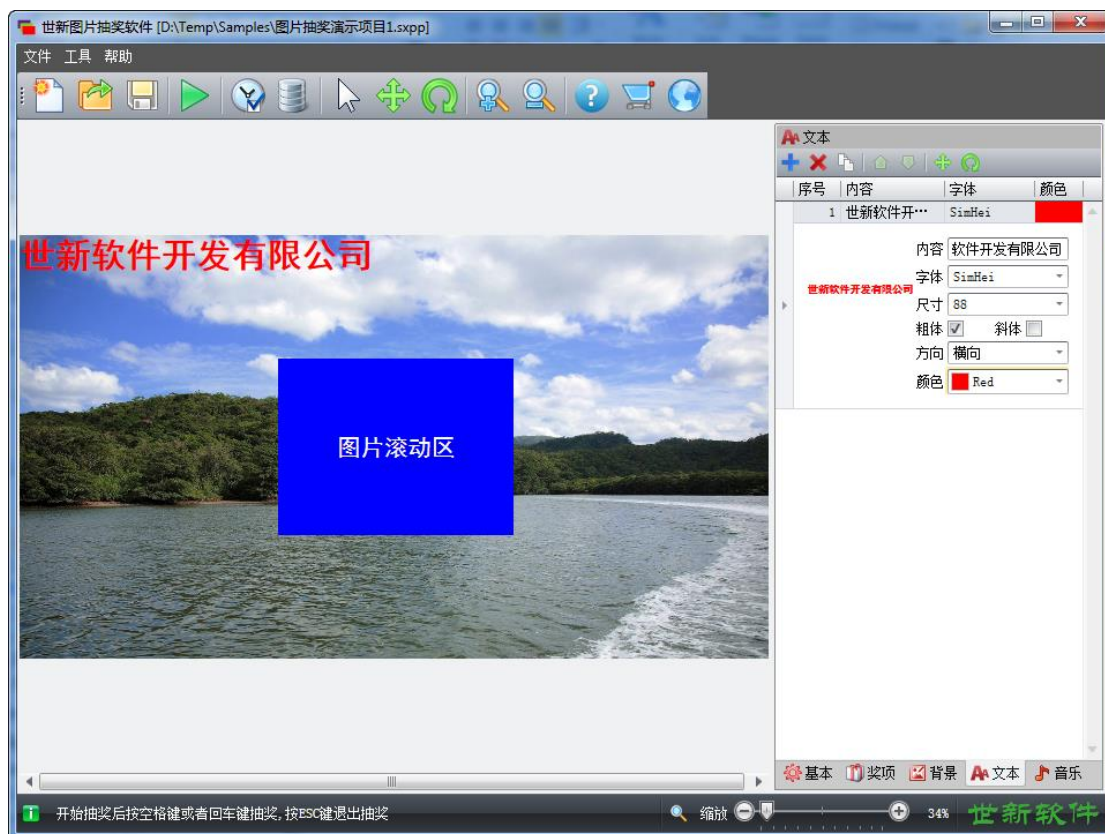 世新图片抽奖软件 [D:\Temp\Samples\图片抽奖演示项目1.sxpp]
文件 工具 帮助
文本
序号 内容 字体 颜色
1 世新软件开… SimHei
世新软件开发有限公司
图片滚动区
世新软件开发有限公司
内容 软件开发有限公司
字体 SimHei
尺寸 88
粗体 斜体
方向 横向
颜色 Red
基本 奖项 背景 文本 音乐
开始抽奖后按空格键或者回车键抽奖,按ESC键退出抽奖
缩放 34% 世新软件